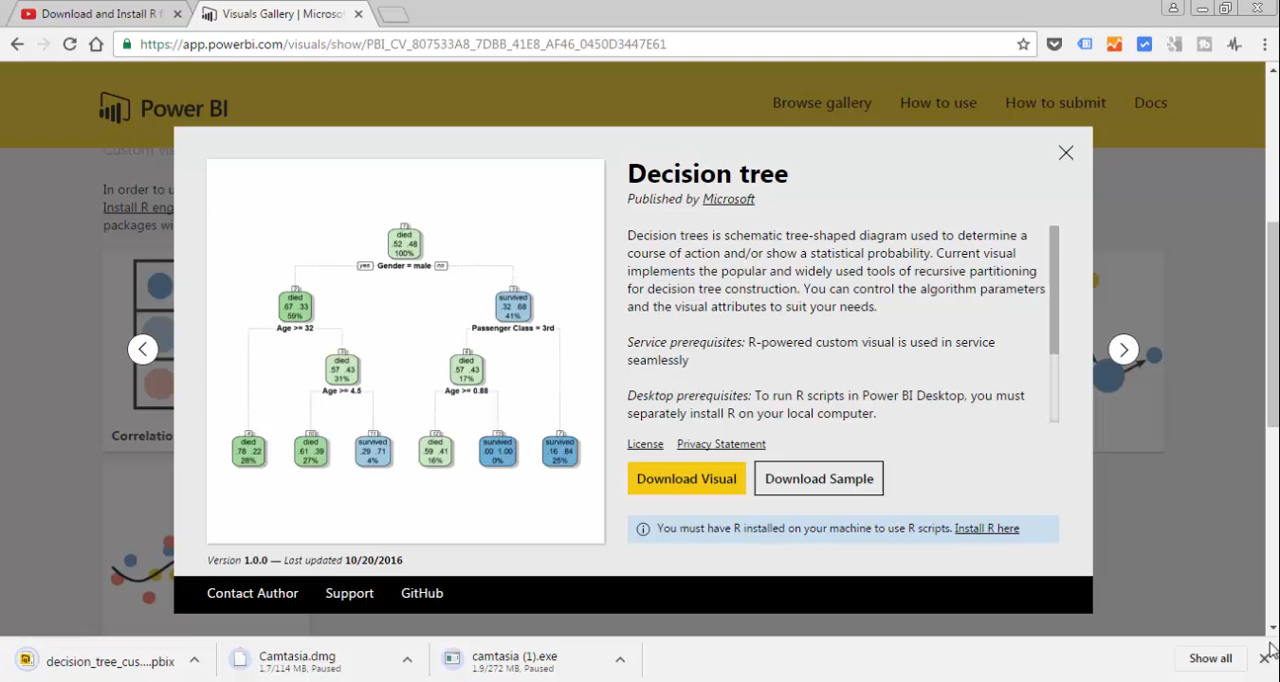 Download and Install R f
Visuals Gallery | Microso
https://app.powerbi.com/visuals/show/PBI_CV_807533A8_7DBB_41E8_AF46_0450D3447E61
Power BI
Browse gallery
How to use
How to submit
Docs
Custom vi
In order to u
Install R eng
packages wi
Correlation
Decision tree
Published by Microsoft
Decision trees is schematic tree-shaped diagram used to determine a
course of action and/or show a statistical probability. Current visual
implements the popular and widely used tools of recursive partitioning
for decision tree construction. You can control the algorithm parameters
and the visual attributes to suit your needs.
Service prerequisites: R-powered custom visual is used in service
seamlessly
Desktop prerequisites: To run R scripts in Power BI Desktop, you must
separately install R on your local computer.
License
Privacy Statement
Download Visual
Download Sample
You must have R installed on your machine to use R scripts. Install R here
died
.52 .48
100%
yes Gender = male no
died
.67 .33
59%
Age >= 32
survived
.32 .68
41%
Passenger Class = 3rd
died
.57 .43
31%
Age >= 4.5
died
.57 .43
17%
Age >= 0.88
died
.78 .22
28%
died
.61 .39
27%
survived
.29 .71
4%
died
.59 .41
16%
survived
.00 1.00
0%
survived
.16 .84
25%
Version 1.0.0 — Last updated 10/20/2016
Contact Author
Support
GitHub
decision_tree_cus....pbix
Camtasia.dmg
1.7/114 MB, Paused
camtasia (1).exe
1.9/272 MB, Paused
Show all